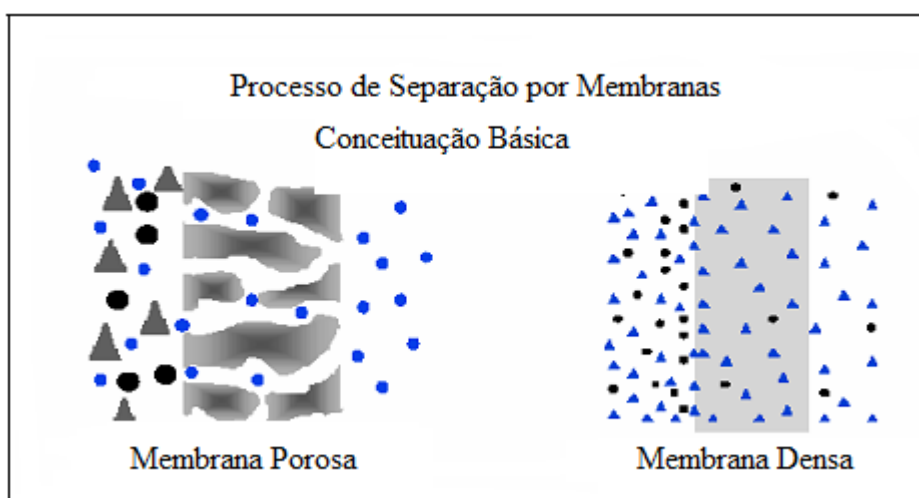 Processo de Separação por Membranas
Conceituação Básica
Membrana Porosa
Membrana Densa